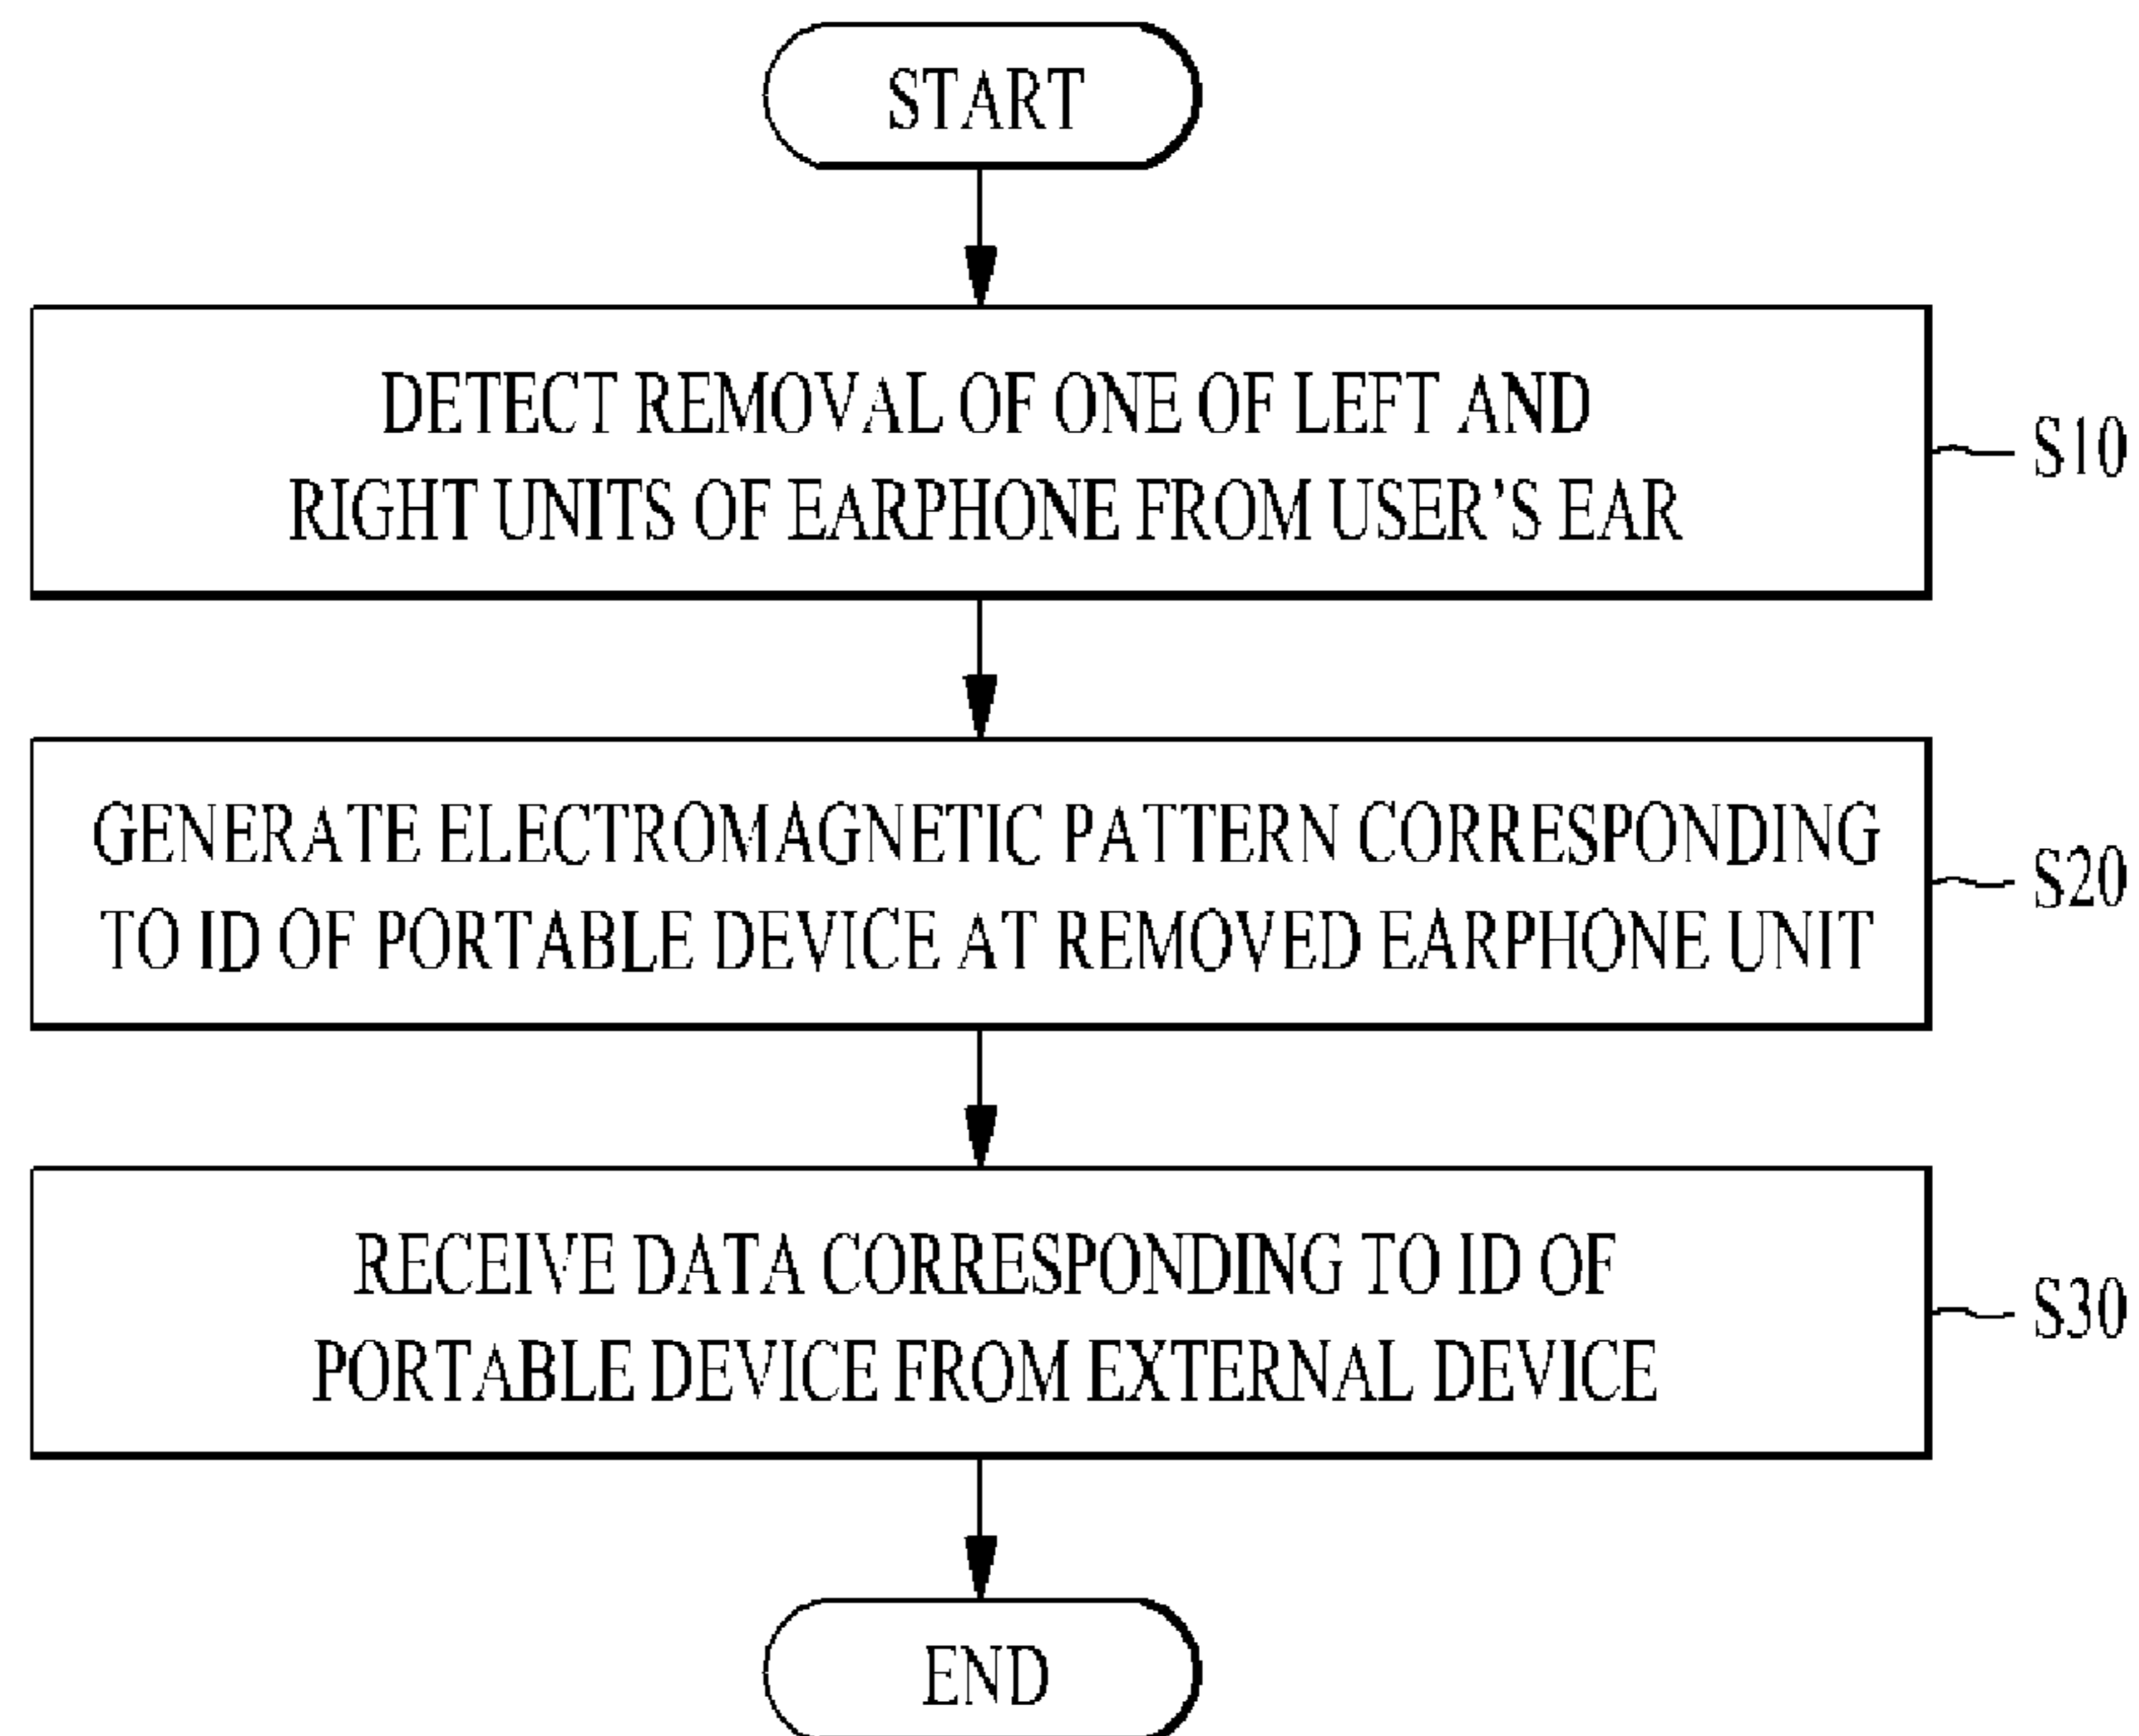 START
DETECT REMOVAL OF ONE OF LEFT AND
RIGHT UNITS OF EARPHONE FROM USER’S EAR
S10
GENERATE ELECTROMAGNETIC PATTERN CORRESPONDING
TO ID OF PORTABLE DEVICE AT REMOVED EARPHONE UNIT
S20
RECEIVE DATA CORRESPONDING TO ID OF
PORTABLE DEVICE FROM EXTERNAL DEVICE
S30
END